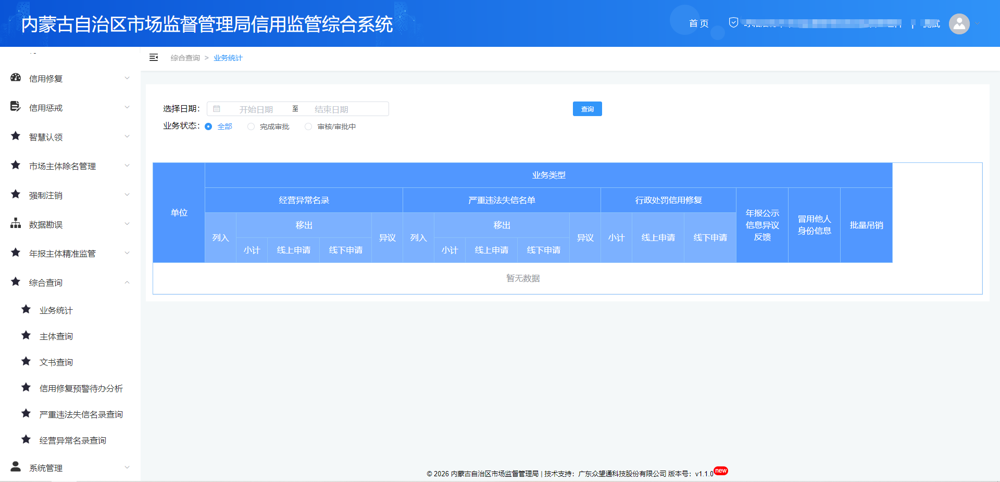 内蒙古自治区市场监督管理局信用监管综合系统
首页
综合查询 > 业务统计
信用修复
信用惩戒
智慧认领
市场主体除名管理
强制注销
数据勘误
年报主体精准监管
综合查询
业务统计
主体查询
文书查询
信用修复预警待办分析
严重违法失信名录查询
经营异常名录查询
系统管理
选择日期： 开始日期 至 结束日期 查询
业务状态： 全部 完成审批 审核/审批中
单位
业务类型
经营异常名录 严重违法失信名单 行政处罚信用修复
年报公示
信息异议
反馈
冒用他人
身份信息
批量吊销
列入 移出 异议 列入 移出 异议 小计 线上申请 线下申请
小计 线上申请 线下申请 小计 线上申请 线下申请
暂无数据
© 2026 内蒙古自治区市场监督管理局 | 技术支持：广东众望通科技股份有限公司 版本号：v1.1.0 new